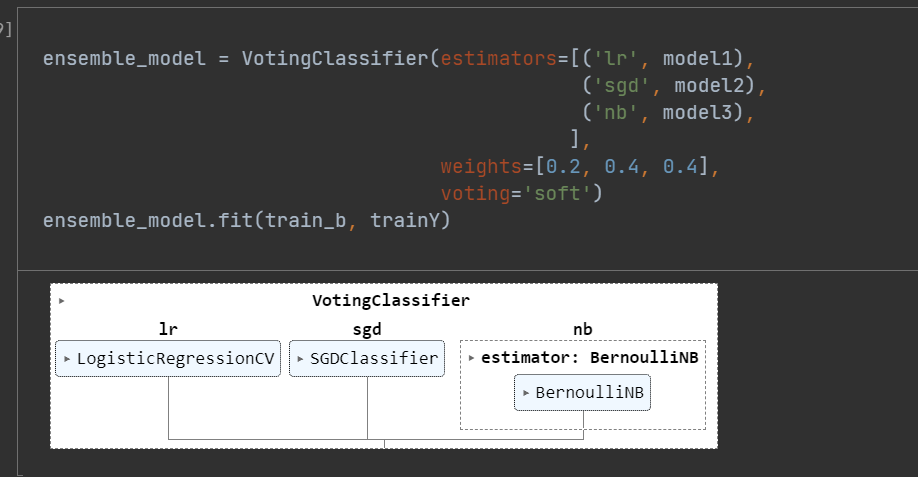 9]
ensemble_model = VotingClassifier(estimators=[('lr', model1),
('sgd', model2),
('nb', model3),
],
weights=[0.2, 0.4, 0.4],
voting='soft')
ensemble_model.fit(train_b, trainY)
VotingClassifier
lr sgd nb
LogisticRegressionCV SGDClassifier estimator: BernoulliNB
BernoulliNB